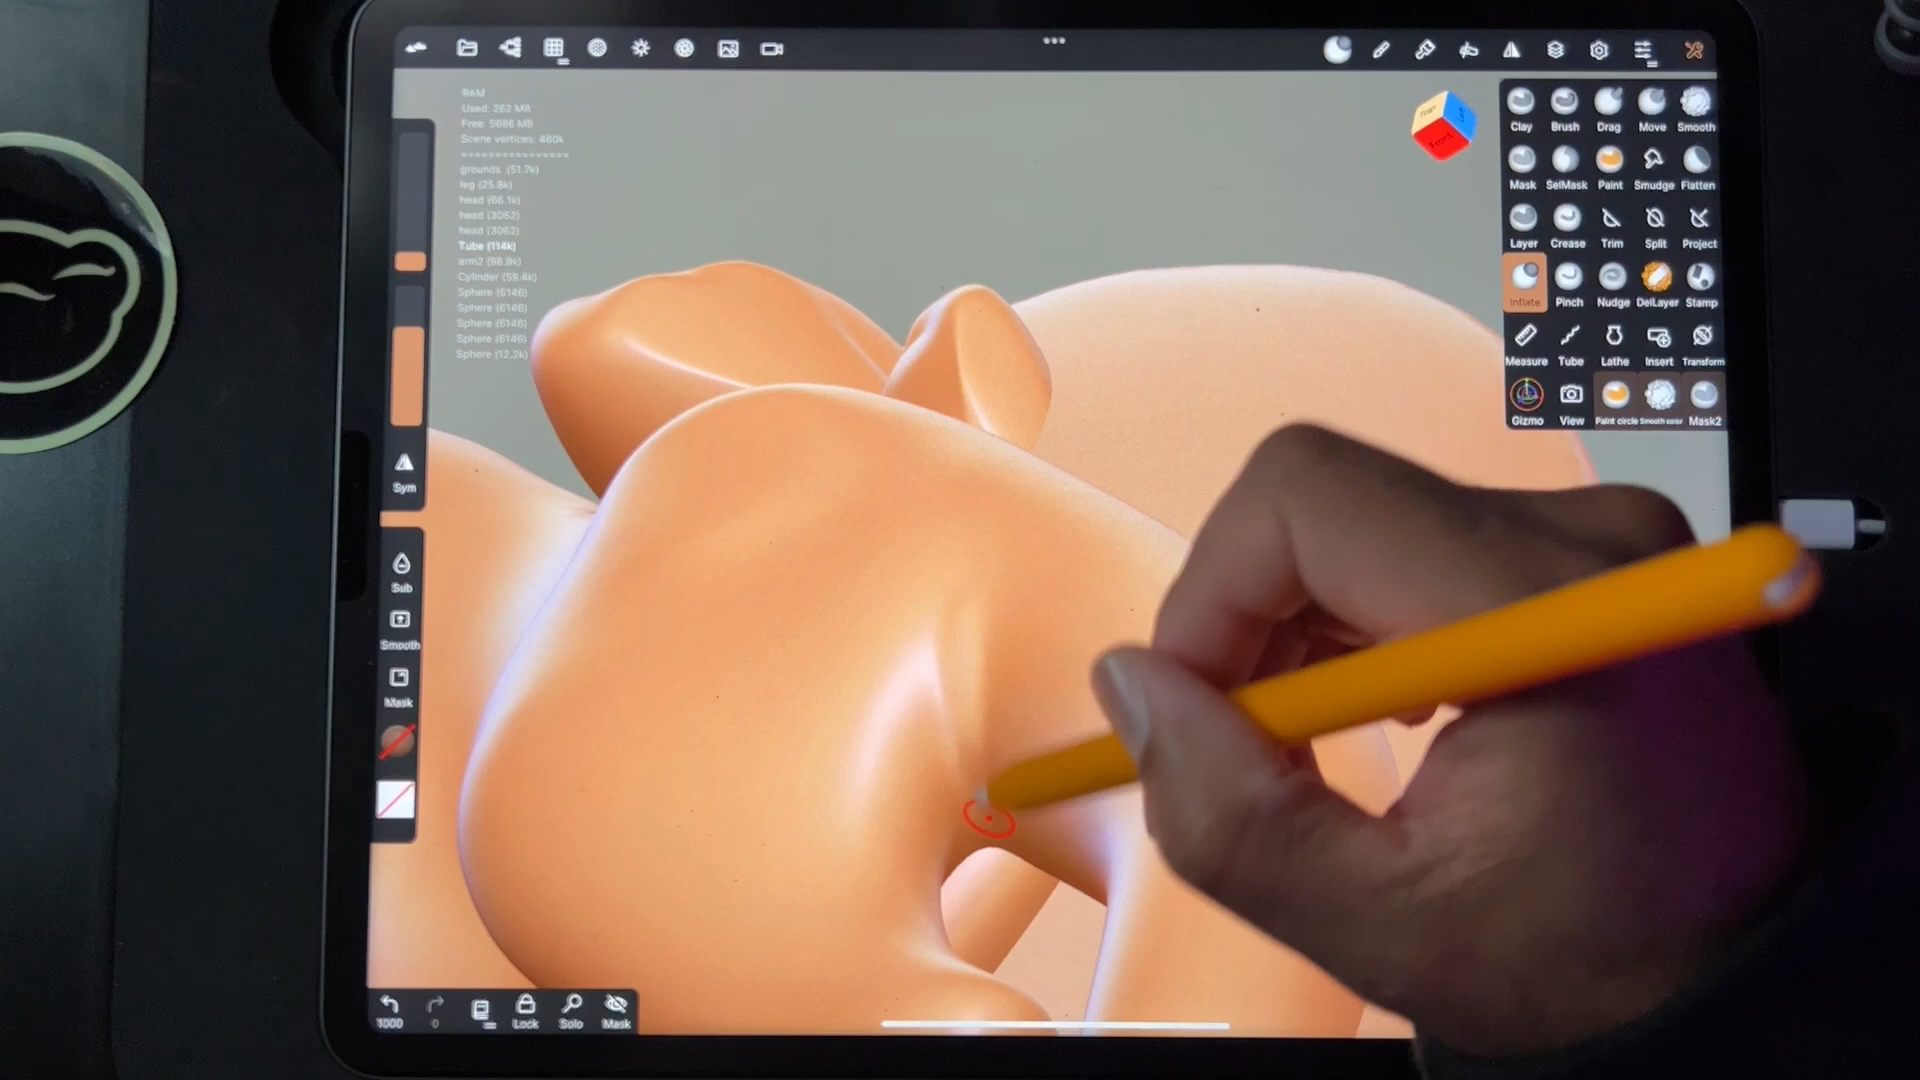 RAM
Used: 262 MB
Free: 5686 MB
Scene vertices: 460k
================
grounds (51.7k)
leg (25.8k)
head (66.1k)
head (3062)
head (3062)
Tube (114k)
arm2 (98.9k)
Cylinder (59.4k)
Sphere (6146)
Sphere (6146)
Sphere (6146)
Sphere (6146)
Sphere (12.2k)
Top
Left
Front
Clay Brush Drag Move Smooth
Mask SelMask Paint Smudge Flatten
Layer Crease Trim Split Project
Inflate Pinch Nudge DelLayer Stamp
Measure Tube Lathe Insert Transform
Gizmo View Paint circle Smooth color Mask2
Sym
Sub
Smooth
Mask
1000 0 Lock Solo Mask